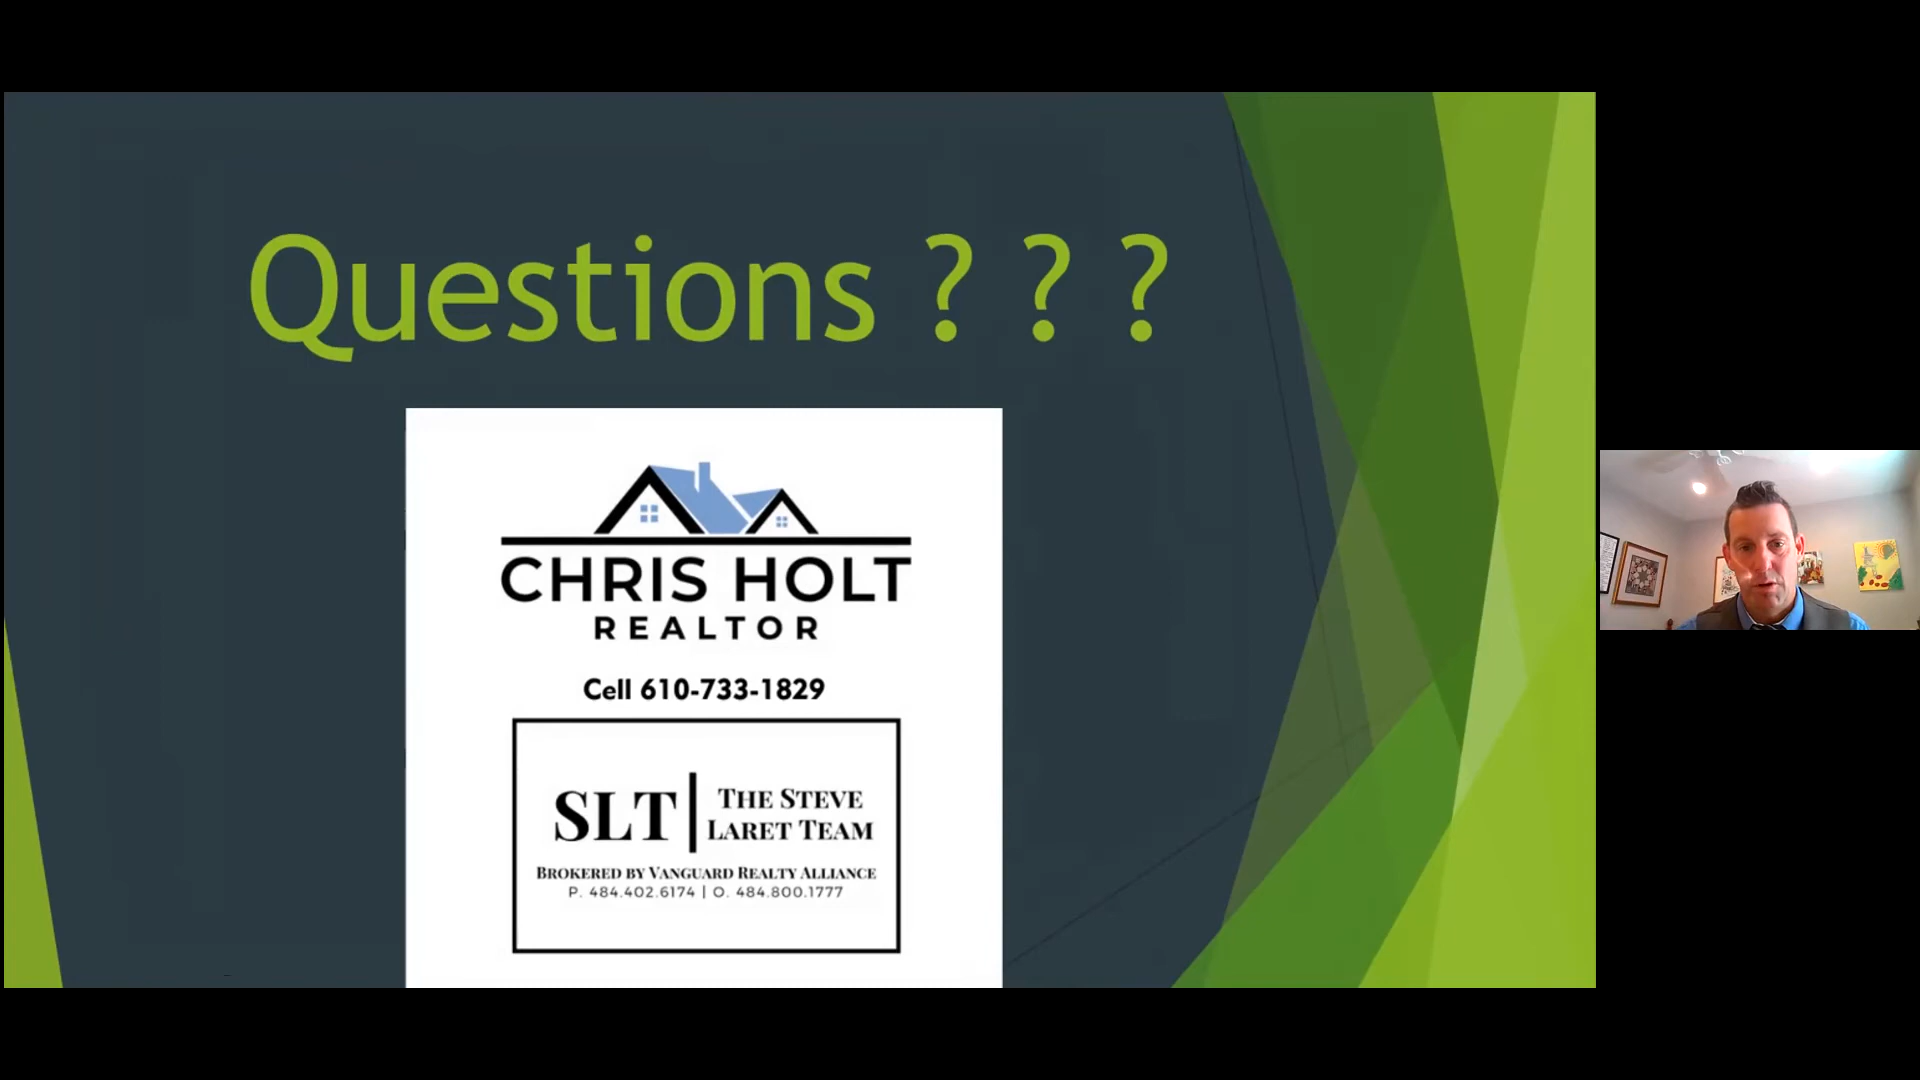 Questions ? ? ?
CHRIS HOLT
REALTOR
Cell 610-733-1829
SLT
THE STEVE
LARET TEAM
BROKERED BY VANGUARD REALTY ALLIANCE
P. 484.402.6174 | O. 484.800.1777